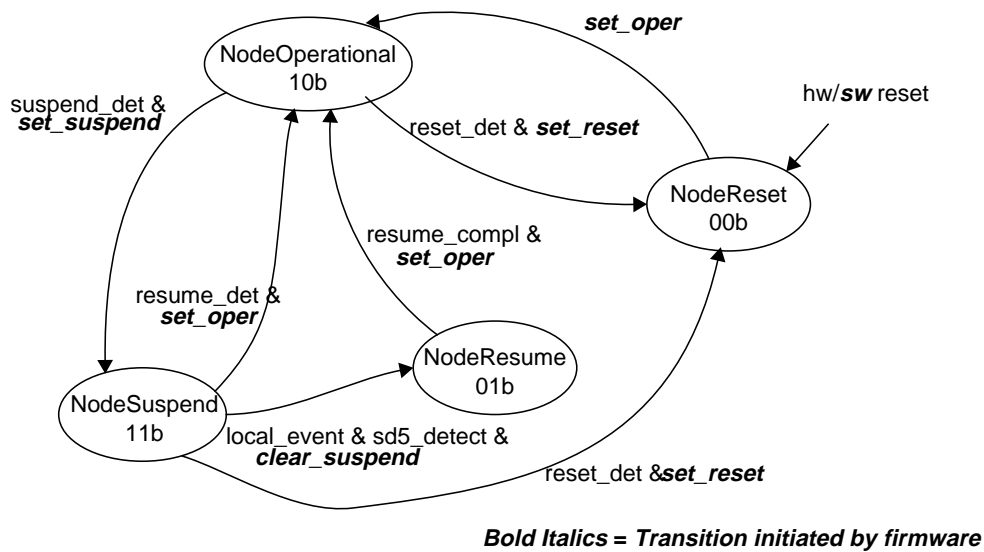 set_oper
NodeOperational
10b
hw/sw reset
suspend_det &
set_suspend
reset_det & set_reset
NodeReset
00b
resume_compl &
set_oper
resume_det &
set_oper
NodeResume
01b
NodeSuspend
11b
local_event & sd5_detect &
clear_suspend
reset_det &set_reset
Bold Italics = Transition initiated by firmware